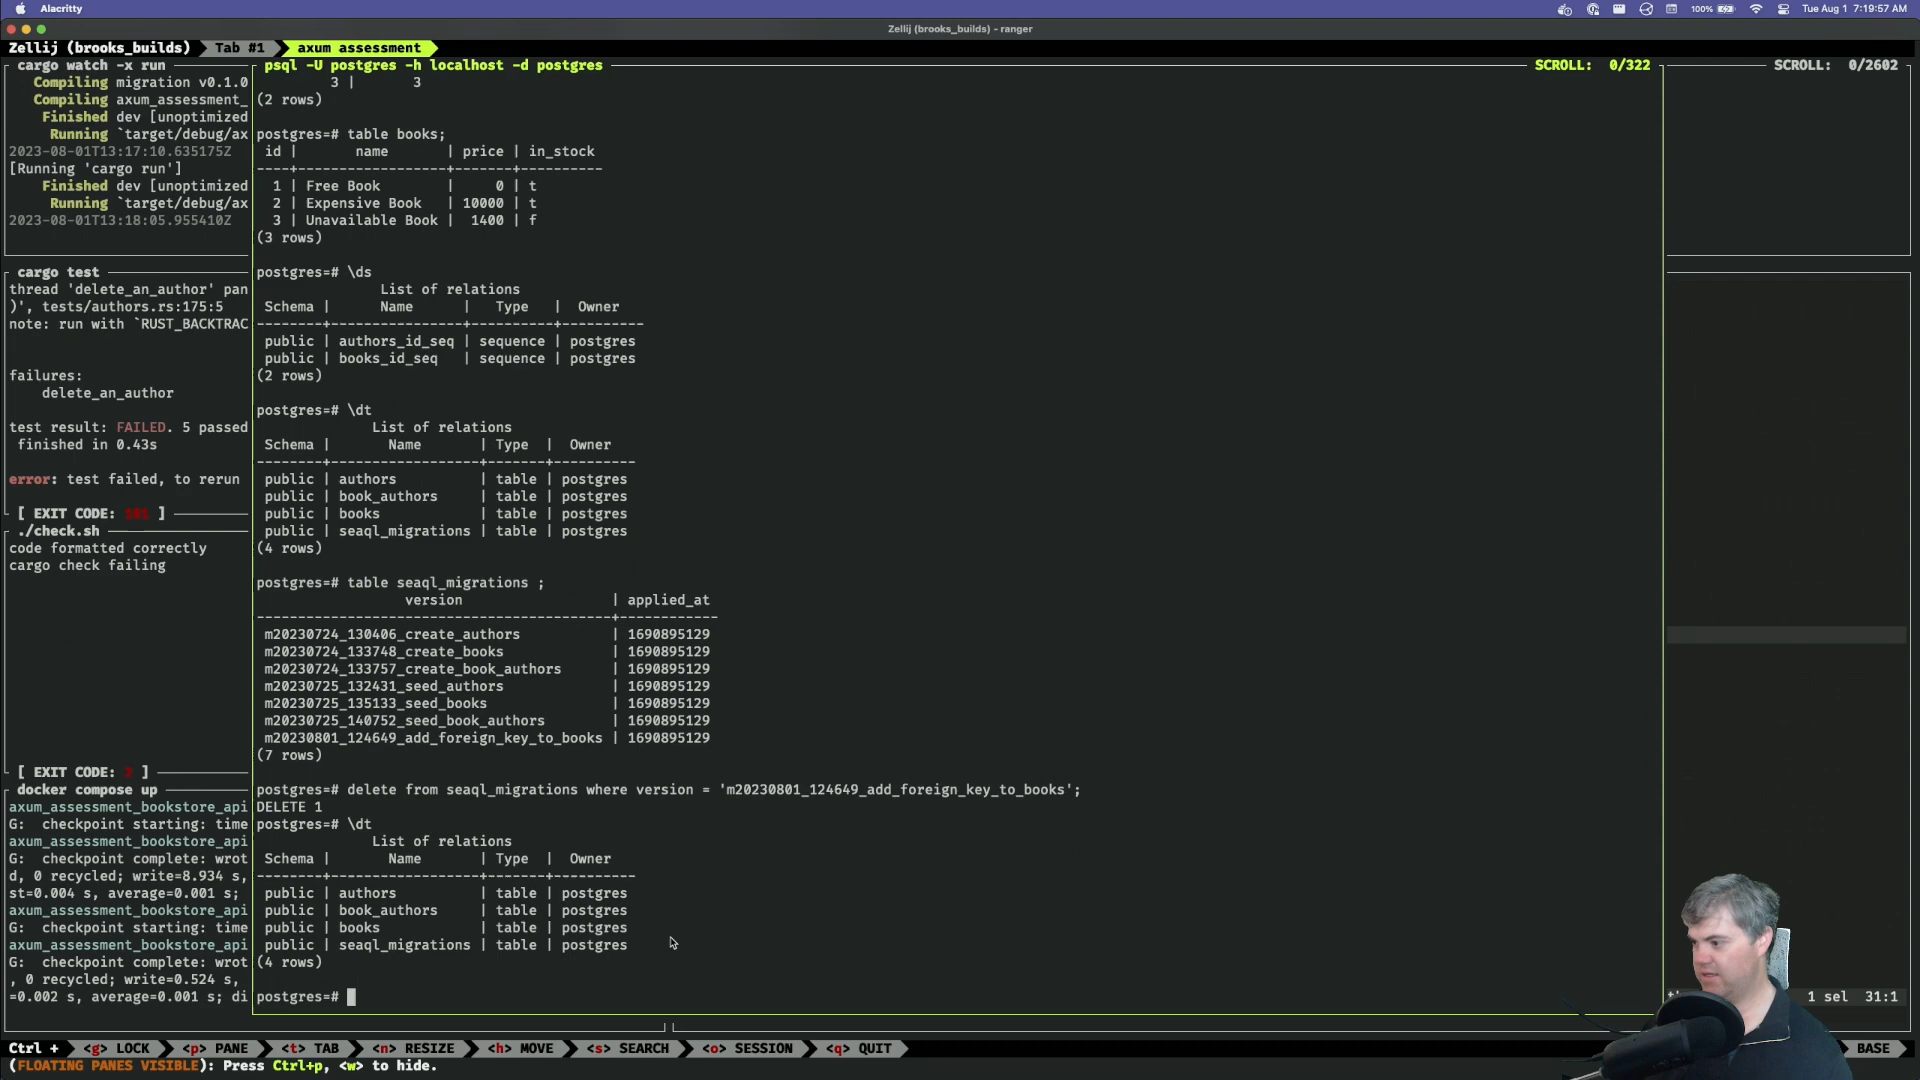 Alacritty
100%
Tue Aug 1 7:19:57 AM
Zellij (brooks_builds) - ranger
Zellij (brooks_builds) Tab #1 axum assessment
cargo watch -x run
Compiling migration v0.1.0
Compiling axum_assessment_
Finished dev [unoptimized
Running `target/debug/ax
2023-08-01T13:17:10.635175Z
[Running 'cargo run']
Finished dev [unoptimized
Running `target/debug/ax
2023-08-01T13:18:05.955410Z
cargo test
thread 'delete_an_author' pan
)', tests/authors.rs:175:5
note: run with `RUST_BACKTRAC
failures:
delete_an_author
test result: FAILED. 5 passed
finished in 0.43s
error: test failed, to rerun
[ EXIT CODE: ]
./check.sh
code formatted correctly
cargo check failing
[ EXIT CODE: ]
docker compose up
axum_assessment_bookstore_api
G: checkpoint starting: time
axum_assessment_bookstore_api
G: checkpoint complete: wrot
d, 0 recycled; write=8.934 s,
st=0.004 s, average=0.001 s;
axum_assessment_bookstore_api
G: checkpoint starting: time
axum_assessment_bookstore_api
G: checkpoint complete: wrot
, 0 recycled; write=0.524 s,
=0.002 s, average=0.001 s; di
psql -U postgres -h localhost -d postgres SCROLL: 0/322
3 | 3
(2 rows)
postgres=# table books;
id | name | price | in_stock
----+------------------+-------+----------
1 | Free Book | 0 | t
2 | Expensive Book | 10000 | t
3 | Unavailable Book | 1400 | f
(3 rows)
postgres=# \ds
List of relations
Schema | Name | Type | Owner
--------+----------------+----------+----------
public | authors_id_seq | sequence | postgres
public | books_id_seq | sequence | postgres
(2 rows)
postgres=# \dt
List of relations
Schema | Name | Type | Owner
--------+------------------+-------+----------
public | authors | table | postgres
public | book_authors | table | postgres
public | books | table | postgres
public | seaql_migrations | table | postgres
(4 rows)
postgres=# table seaql_migrations ;
version | applied_at
-------------------------------------------+------------
m20230724_130406_create_authors | 1690895129
m20230724_133748_create_books | 1690895129
m20230724_133757_create_book_authors | 1690895129
m20230725_132431_seed_authors | 1690895129
m20230725_135133_seed_books | 1690895129
m20230725_140752_seed_book_authors | 1690895129
m20230801_124649_add_foreign_key_to_books | 1690895129
(7 rows)
postgres=# delete from seaql_migrations where version = 'm20230801_124649_add_foreign_key_to_books';
DELETE 1
postgres=# \dt
List of relations
Schema | Name | Type | Owner
--------+------------------+-------+----------
public | authors | table | postgres
public | book_authors | table | postgres
public | books | table | postgres
public | seaql_migrations | table | postgres
(4 rows)
postgres=#
SCROLL: 0/2602
1 sel 31:1
Ctrl + <g> LOCK <p> PANE <t> TAB <n> RESIZE <h> MOVE <s> SEARCH <o> SESSION <q> QUIT BASE
(FLOATING PANES VISIBLE): Press Ctrl+p, <w> to hide.